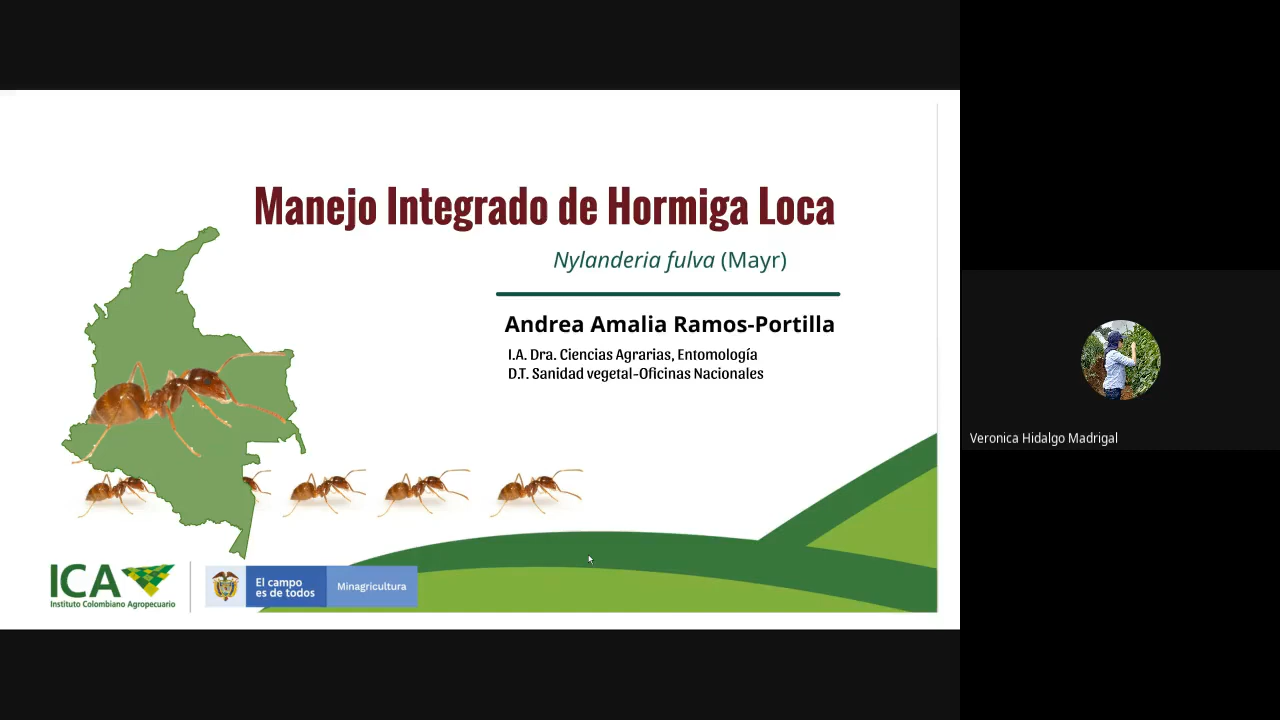 Manejo Integrado de Hormiga Loca
Nylanderia fulva (Mayr)
Andrea Amalia Ramos-Portilla
I.A. Dra. Ciencias Agrarias, Entomología
D.T. Sanidad vegetal-Oficinas Nacionales
ICA
Instituto Colombiano Agropecuario
El campo
es de todos
Minagricultura
Veronica Hidalgo Madrigal